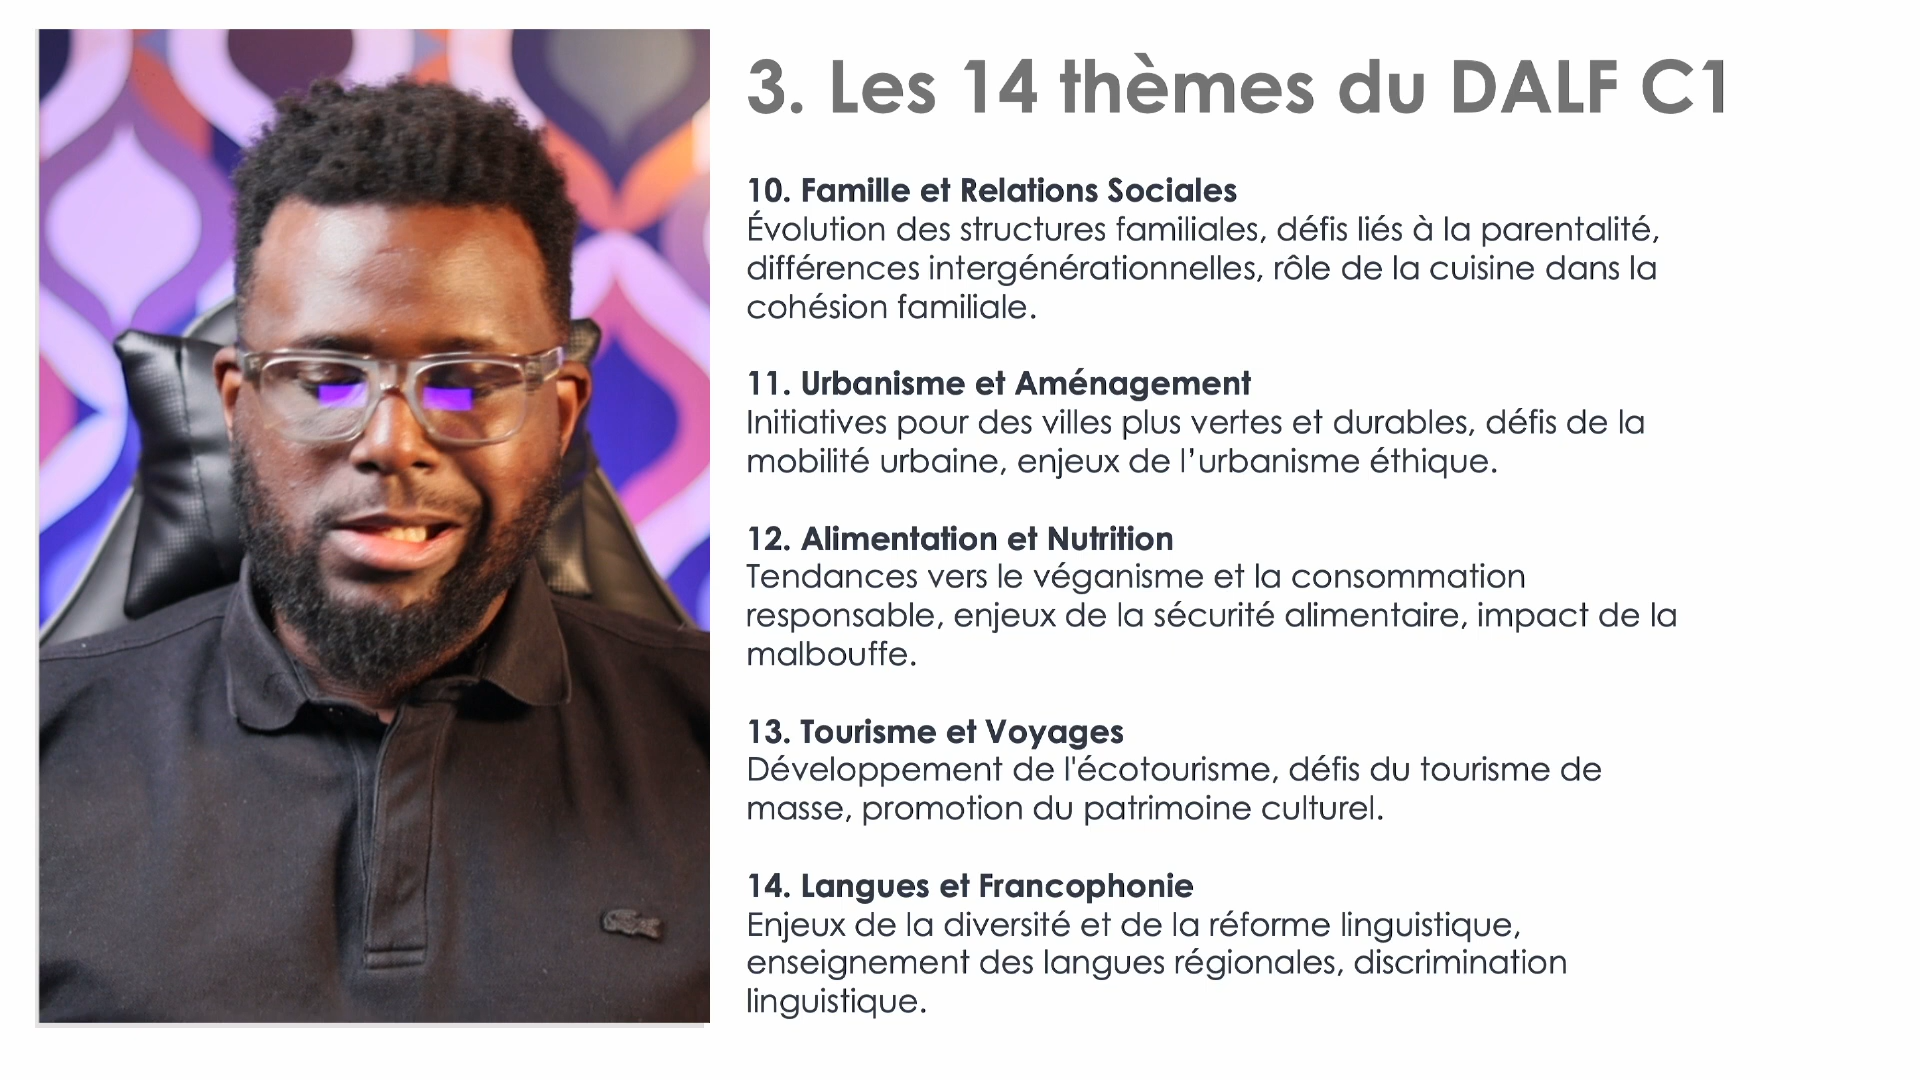 3. Les 14 thèmes du DALF C1
10. Famille et Relations Sociales
Évolution des structures familiales, défis liés à la parentalité,
différences intergénérationnelles, rôle de la cuisine dans la
cohésion familiale.
11. Urbanisme et Aménagement
Initiatives pour des villes plus vertes et durables, défis de la
mobilité urbaine, enjeux de l’urbanisme éthique.
12. Alimentation et Nutrition
Tendances vers le véganisme et la consommation
responsable, enjeux de la sécurité alimentaire, impact de la
malbouffe.
13. Tourisme et Voyages
Développement de l'écotourisme, défis du tourisme de
masse, promotion du patrimoine culturel.
14. Langues et Francophonie
Enjeux de la diversité et de la réforme linguistique,
enseignement des langues régionales, discrimination
linguistique.